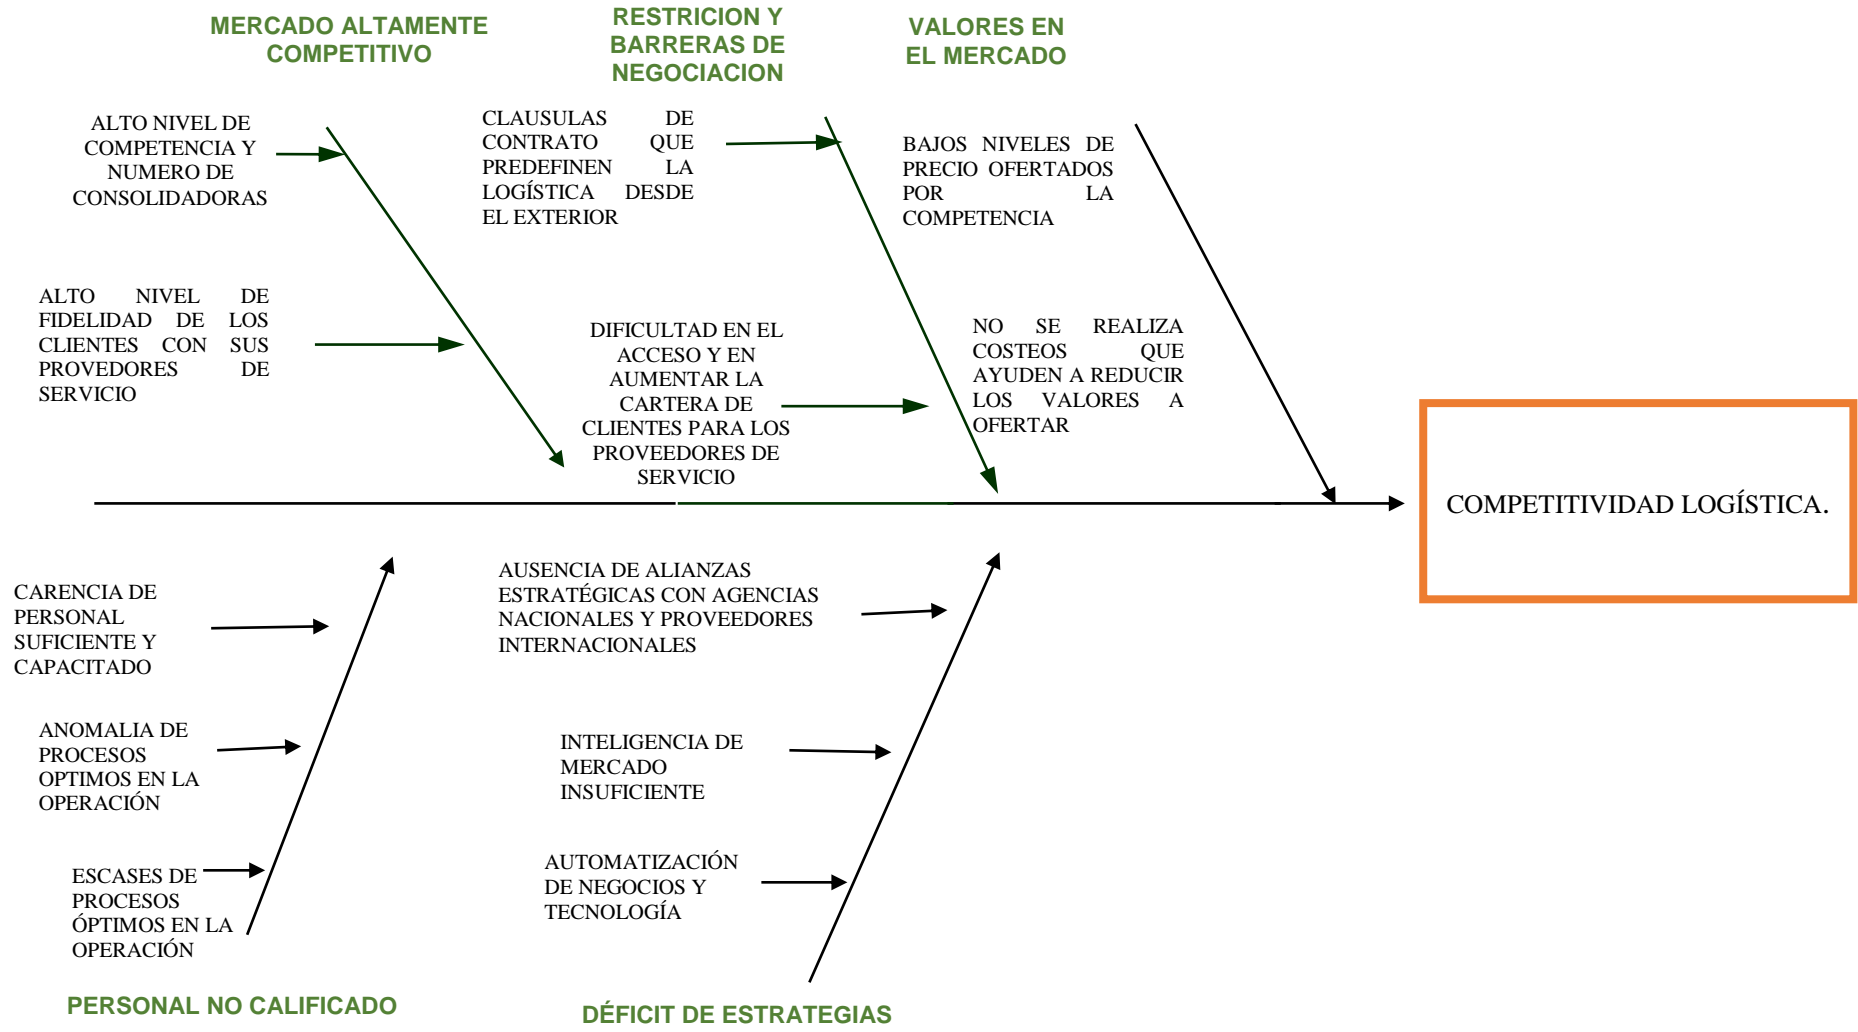 MERCADO ALTAMENTE
COMPETITIVO
RESTRICION Y
BARRERAS DE
NEGOCIACION
VALORES EN
EL MERCADO
ALTO NIVEL DE
COMPETENCIA Y
NUMERO DE
CONSOLIDADORAS
CLAUSULAS DE
CONTRATO QUE
PREDEFINEN LA
LOGÍSTICA DESDE
EL EXTERIOR
BAJOS NIVELES DE
PRECIO OFERTADOS
POR LA
COMPETENCIA
ALTO NIVEL DE
FIDELIDAD DE LOS
CLIENTES CON SUS
PROVEDORES DE
SERVICIO
DIFICULTAD EN EL
ACCESO Y EN
AUMENTAR LA
CARTERA DE
CLIENTES PARA LOS
PROVEEDORES DE
SERVICIO
NO SE REALIZA
COSTEOS QUE
AYUDEN A REDUCIR
LOS VALORES A
OFERTAR
COMPETITIVIDAD LOGÍSTICA.
CARENCIA DE
PERSONAL
SUFICIENTE Y
CAPACITADO
AUSENCIA DE ALIANZAS
ESTRATÉGICAS CON AGENCIAS
NACIONALES Y PROVEEDORES
INTERNACIONALES
ANOMALIA DE
PROCESOS
OPTIMOS EN LA
OPERACIÓN
INTELIGENCIA DE
MERCADO
INSUFICIENTE
ESCASES DE
PROCESOS
ÓPTIMOS EN LA
OPERACIÓN
AUTOMATIZACIÓN
DE NEGOCIOS Y
TECNOLOGÍA
PERSONAL NO CALIFICADO
DÉFICIT DE ESTRATEGIAS